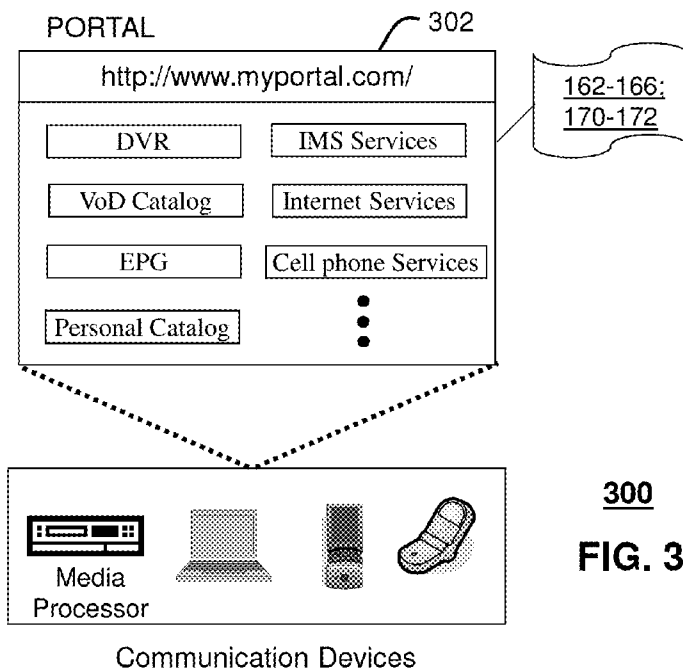 PORTAL
302
http://www.myportal.com/
162-166;
170-172
DVR
IMS Services
VoD Catalog
Internet Services
EPG
Cell phone Services
Personal Catalog
Media
Processor
300
FIG. 3
Communication Devices